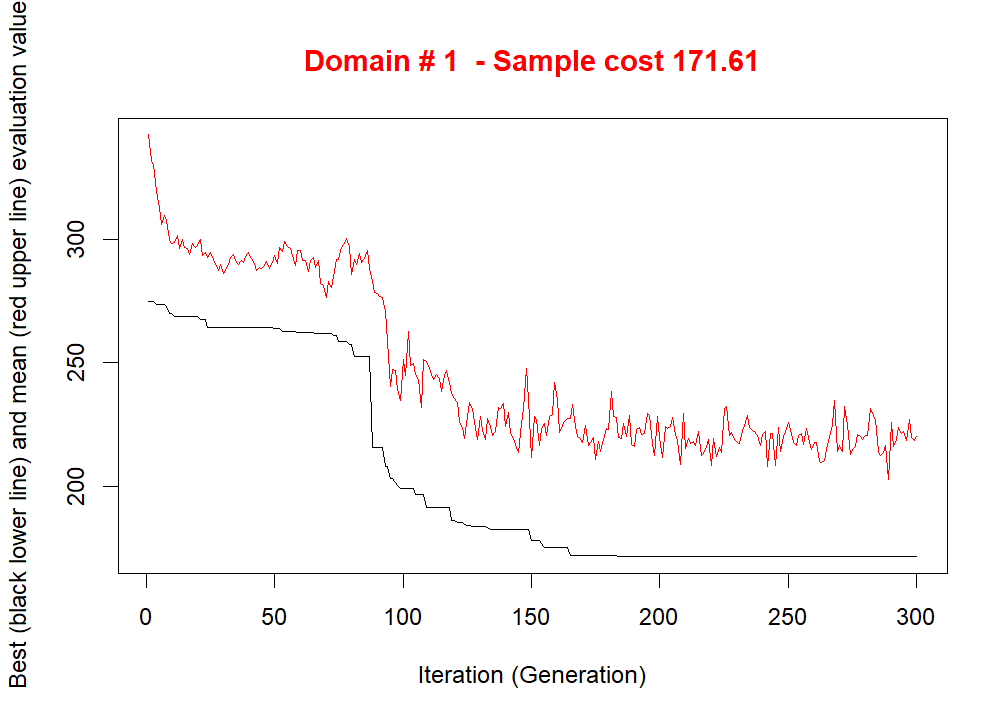 Domain # 1  - Sample cost 171.61
Best (black lower line) and mean (red upper line) evaluation value
300
250
200
0 50 100 150 200 250 300
Iteration (Generation)